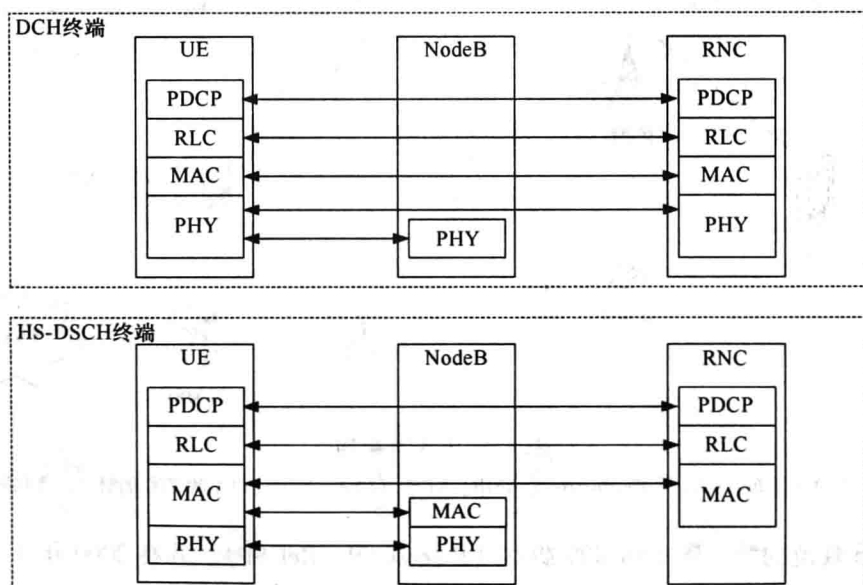 DCH终端
UE NodeB RNC
PDCP PDCP
RLC RLC
MAC MAC
PHY PHY PHY
HS-DSCH终端
UE NodeB RNC
PDCP PDCP
RLC RLC
MAC MAC MAC
PHY PHY